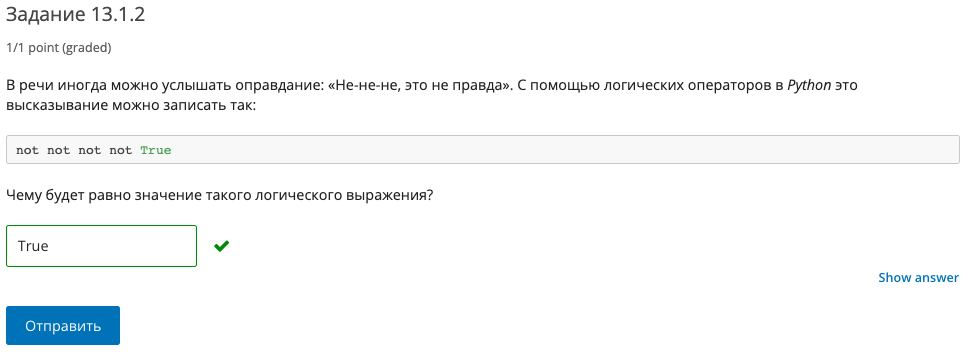 Задание 13.1.2
1/1 point (graded)
В речи иногда можно услышать оправдание: «Не-не-не, это не правда». С помощью логических операторов в Python это
высказывание можно записать так:
not not not not True
Чему будет равно значение такого логического выражения?
True
Show answer
Отправить